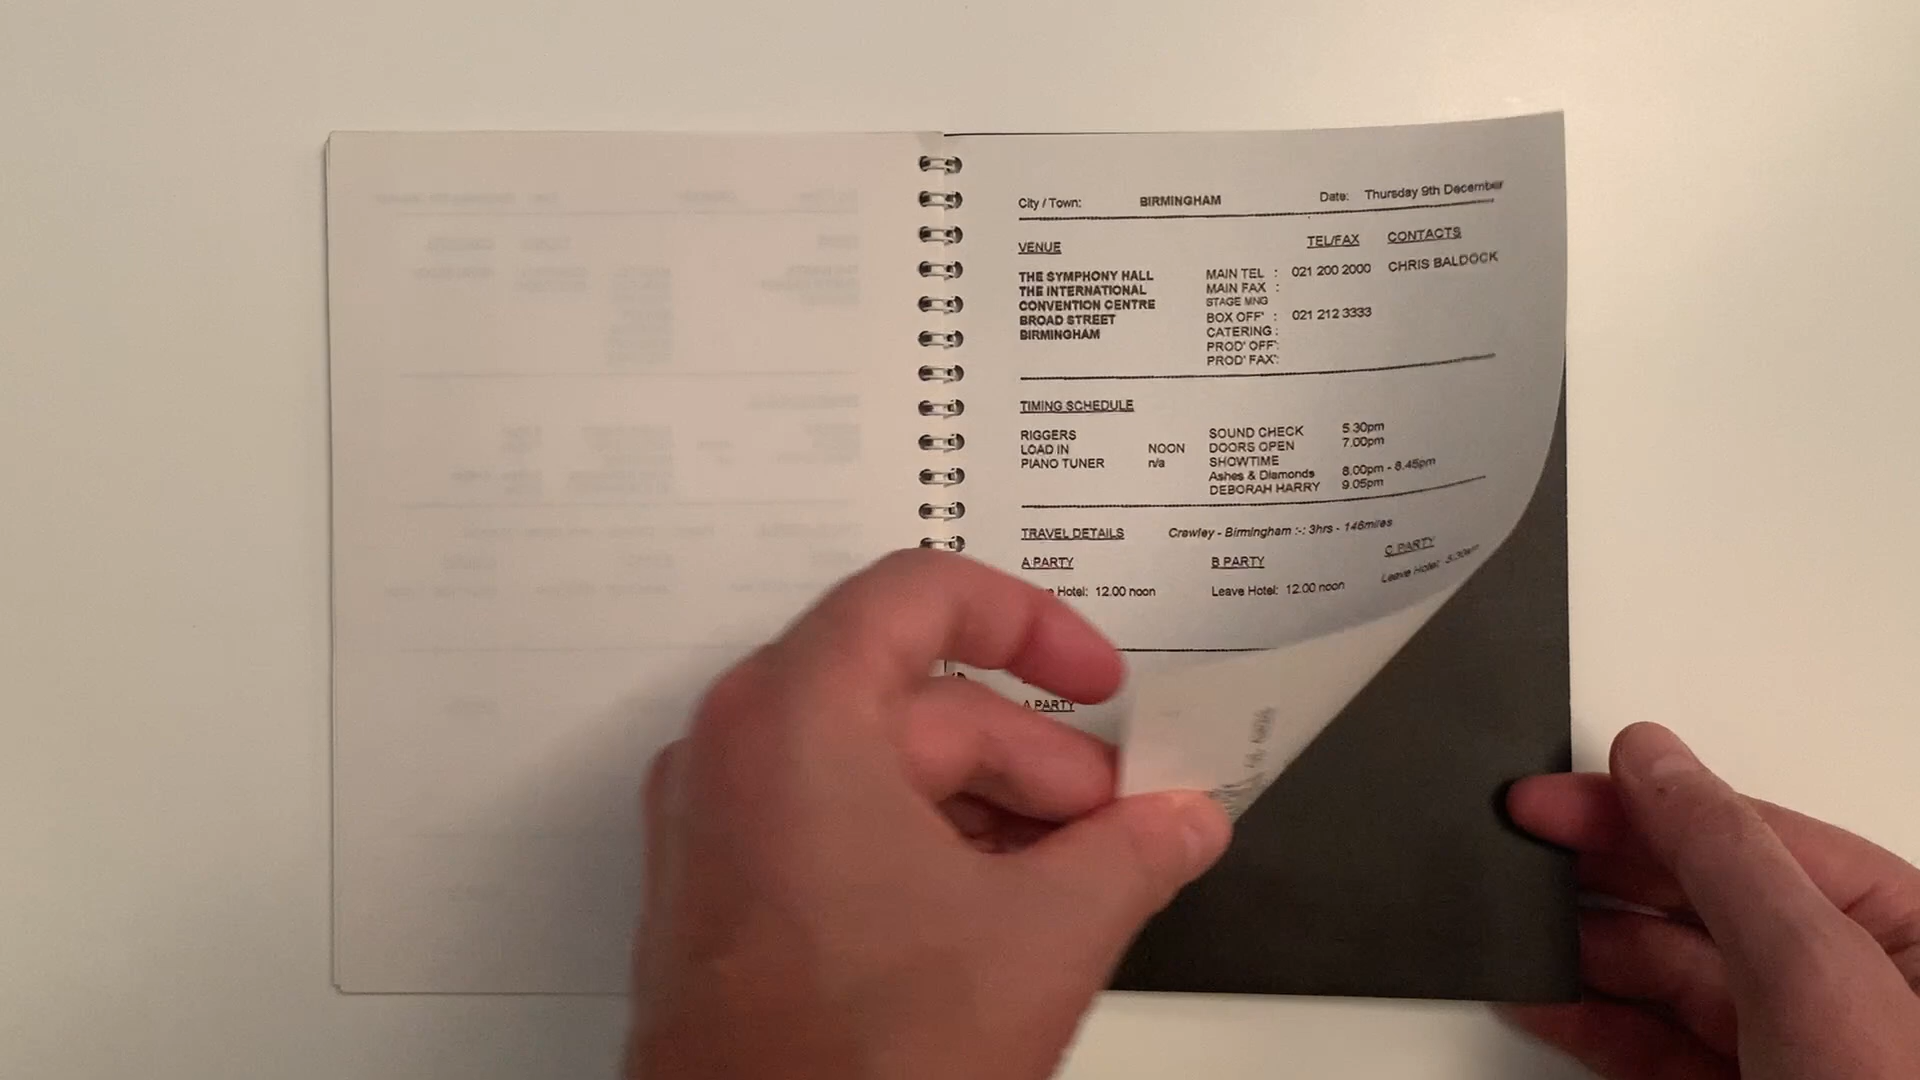 City / Town: BIRMINGHAM Date: Thursday 9th December
VENUE TEL/FAX CONTACTS
THE SYMPHONY HALL MAIN TEL : 021 200 2000 CHRIS BALDOCK
THE INTERNATIONAL MAIN FAX :
CONVENTION CENTRE STAGE MNG
BROAD STREET BOX OFF' : 021 212 3333
BIRMINGHAM CATERING :
PROD' OFF':
PROD' FAX':
TIMING SCHEDULE
RIGGERS SOUND CHECK 5.30pm
LOAD IN NOON DOORS OPEN 7.00pm
PIANO TUNER n/a SHOWTIME
Ashes & Diamonds 8.00pm - 8.45pm
DEBORAH HARRY 9.05pm
TRAVEL DETAILS Crawley - Birmingham :-: 3hrs - 146miles
A PARTY B PARTY C PARTY
Hotel: 12.00 noon Leave Hotel: 12.00 noon Leave Hotel:
A PARTY